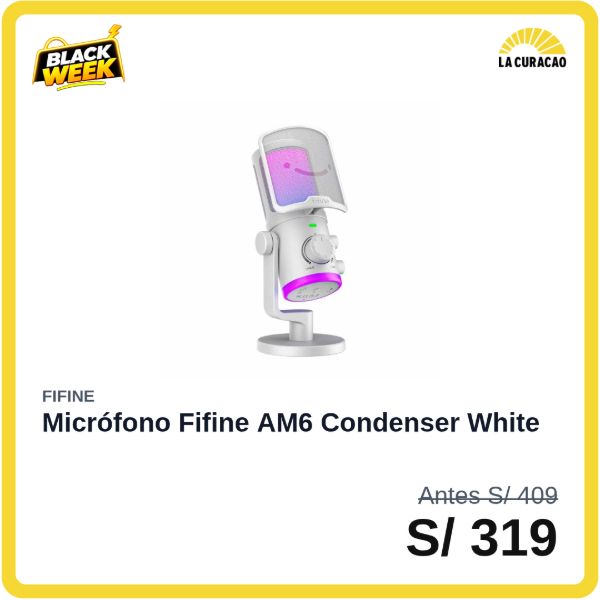 BLACK
WEEK
LA CURACAO
FIFINE
Micrófono Fifine AM6 Condenser White
Antes S/ 409
S/ 319